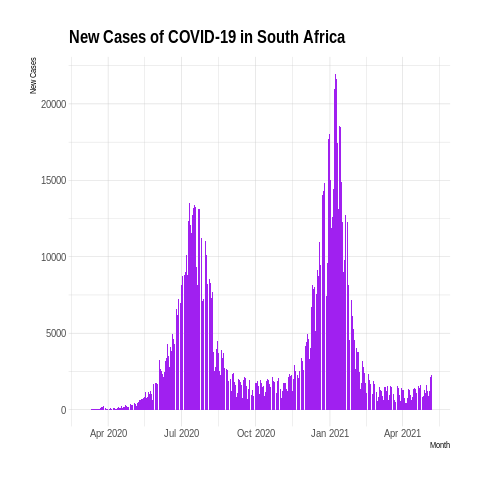 New Cases of COVID-19 in South Africa
New Cases
20000
15000
10000
5000
0
Apr 2020 Jul 2020 Oct 2020 Jan 2021 Apr 2021
Month